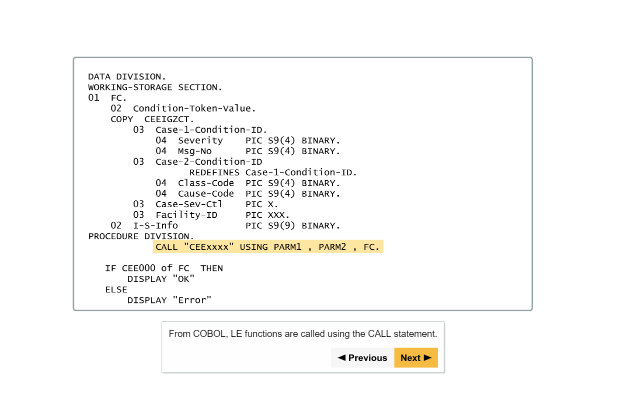 DATA DIVISION.
WORKING-STORAGE SECTION.
01  FC.
    02  Condition-Token-Value.
    COPY  CEEIGZCT.
        03  Case-1-Condition-ID.
            04  Severity    PIC S9(4) BINARY.
            04  Msg-No      PIC S9(4) BINARY.
        03  Case-2-Condition-ID
                  REDEFINES Case-1-Condition-ID.
            04  Class-Code  PIC S9(4) BINARY.
            04  Cause-Code  PIC S9(4) BINARY.
        03  Case-Sev-Ctl    PIC X.
        03  Facility-ID     PIC XXX.
    02  I-S-Info            PIC S9(9) BINARY.
PROCEDURE DIVISION.
            CALL "CEExxxx" USING PARM1 , PARM2 , FC.
   IF CEE000 of FC  THEN
       DISPLAY "OK"
   ELSE
       DISPLAY "Error"
From COBOL, LE functions are called using the CALL statement.
◄ Previous Next ►